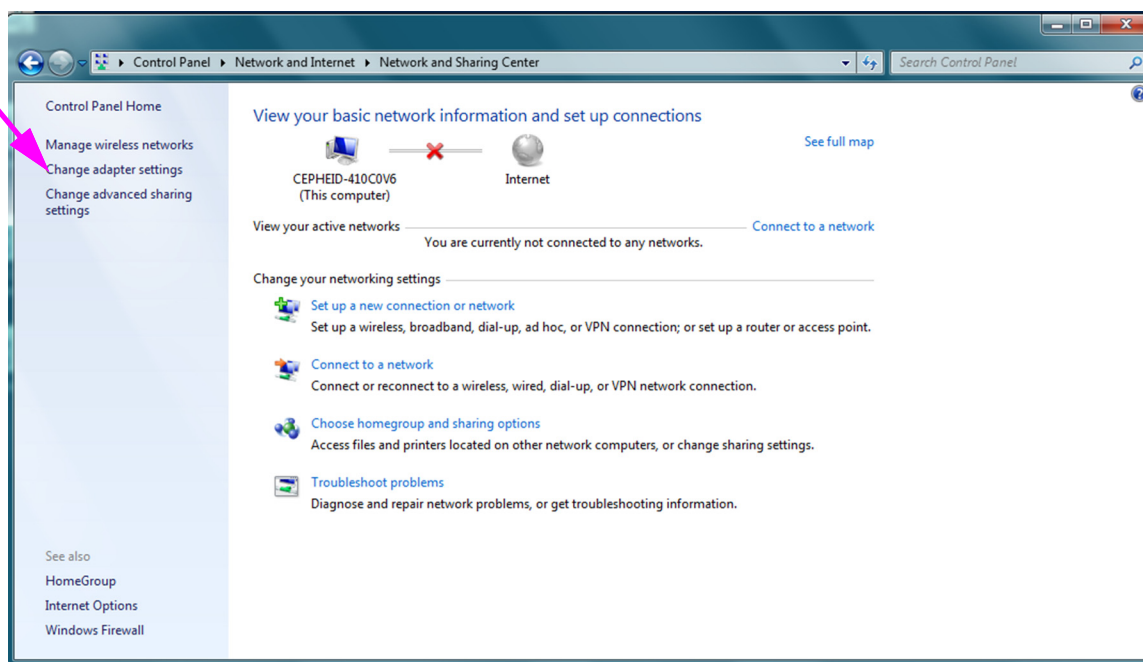 Control Panel ▸ Network and Internet ▸ Network and Sharing Center
Search Control Panel
Control Panel Home
Manage wireless networks
Change adapter settings
Change advanced sharing
settings
See also
HomeGroup
Internet Options
Windows Firewall
View your basic network information and set up connections
See full map
CEPHEID-410C0V6
(This computer)
Internet
View your active networks
Connect to a network
You are currently not connected to any networks.
Change your networking settings
Set up a new connection or network
Set up a wireless, broadband, dial-up, ad hoc, or VPN connection; or set up a router or access point.
Connect to a network
Connect or reconnect to a wireless, wired, dial-up, or VPN network connection.
Choose homegroup and sharing options
Access files and printers located on other network computers, or change sharing settings.
Troubleshoot problems
Diagnose and repair network problems, or get troubleshooting information.